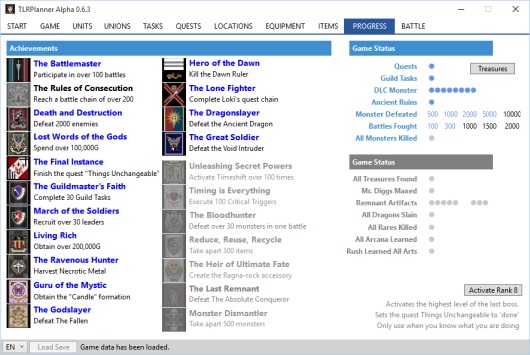 TLRPlanner Alpha 0.6.3
START GAME UNITS UNIONS TASKS QUESTS LOCATIONS EQUIPMENT ITEMS PROGRESS BATTLE
Achievements
The Battlemaster
Participate in over 100 battles
The Rules of Consecration
Reach a battle chain of over 200
Death and Destruction
Defeat 2000 enemies
Lost Words of the Gods
Spend over 100,000G
The Final Instance
Finish the quest "Things Unchangeable"
The Guildmaster's Faith
Complete 30 Guild Tasks
March of the Soldiers
Recruit over 30 leaders
Living Rich
Obtain over 200,000G
The Ravenous Hunter
Harvest Necrotic Metal
Guru of the Mystic
Obtain the "Candle" formation
The Godslayer
Defeat The Fallen
Hero of the Dawn
Kill the Dawn Ruler
The Lone Fighter
Complete Loki's quest chain
The Dragonslayer
Defeat the Ancient Dragon
The Great Soldier
Defeat the Void Intruder
Unleashing Secret Powers
Activate Timeshift over 100 times
Timing is Everything
Execute 100 Critical Triggers
The Bloodhunter
Defeat over 30 monsters in one battle
Reduce, Reuse, Recycle
Take apart 300 items
The Heir of Ultimate Fate
Create the Ragna-rock accessory
The Last Remnant
Defeat The Absolute Conqueror
Monster Dismantler
Take apart 500 monsters
Game Status
Quests
Treasures
Guild Tasks
DLC Monster
Ancient Ruins
Monster Defeated 500 1000 2000 5000 10000
Battles Fought 100 300 1000 1500 2000
All Monsters Killed
Game Status
All Treasures Found
Mr. Diggs Maxed
Remnant Artifacts
All Dragons Slain
All Rares Killed
All Arcana Learned
Rush Learned All Arts
Activate Rank 8
Activates the highest level of the last boss.
Sets the quest Things Unchangeable to 'done'
Only use when you know what you are doing
EN Load Save Game data has been loaded.